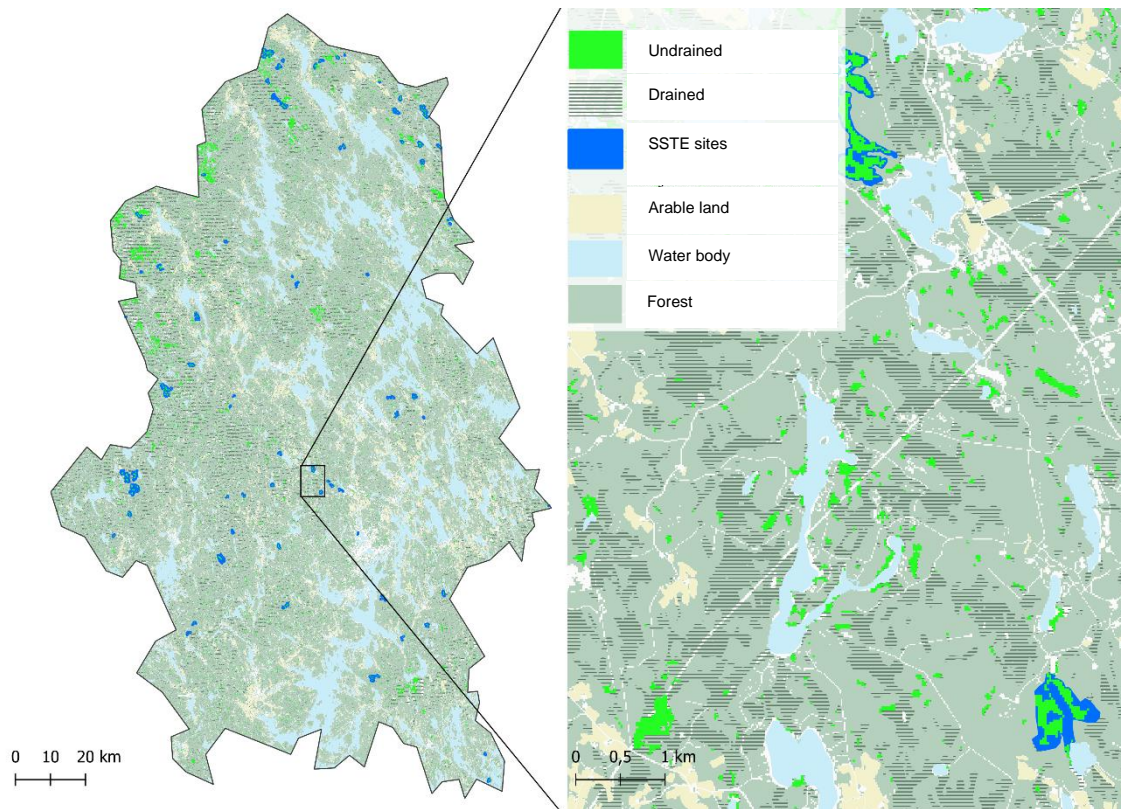 Undrained
Drained
SSTE sites
Arable land
Water body
Forest
0 10 20 km
0 0,5 1 km